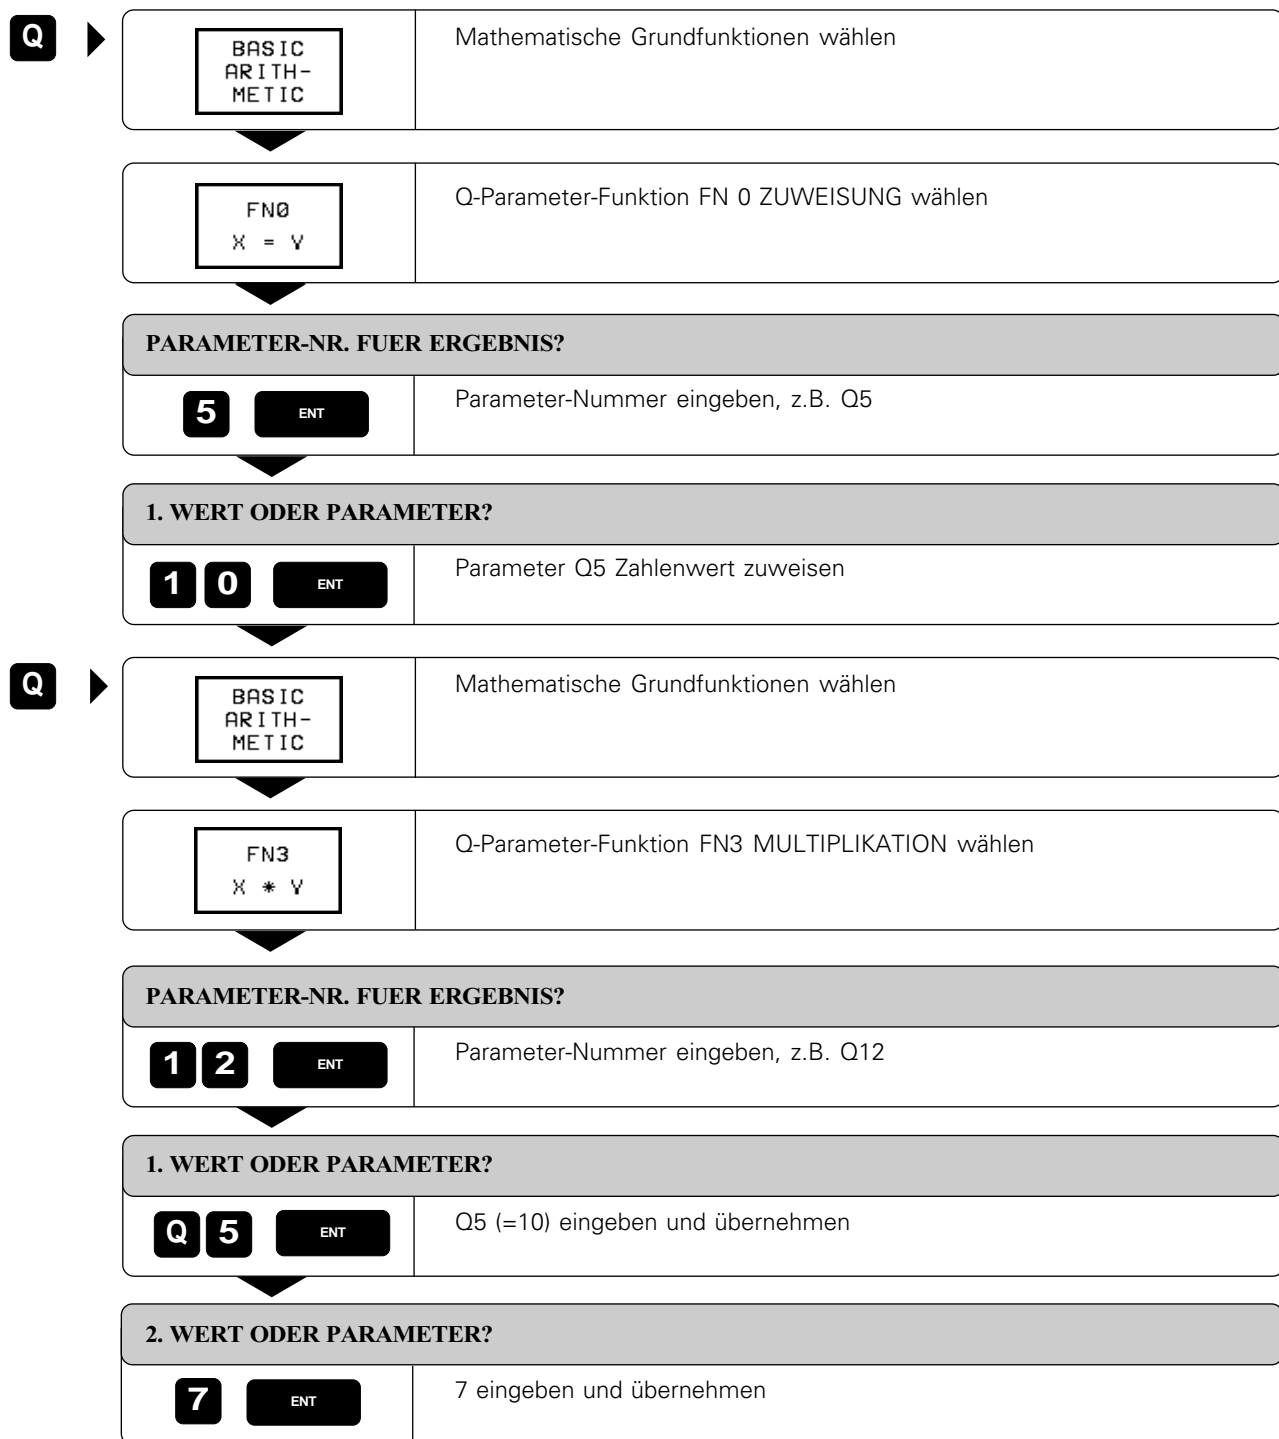 Q
BASIC
ARITH-
METIC
Mathematische Grundfunktionen wählen
FN0
X = Y
Q-Parameter-Funktion FN 0 ZUWEISUNG wählen
PARAMETER-NR. FUER ERGEBNIS?
5 ENT
Parameter-Nummer eingeben, z.B. Q5
1. WERT ODER PARAMETER?
1 0 ENT
Parameter Q5 Zahlenwert zuweisen
Q
BASIC
ARITH-
METIC
Mathematische Grundfunktionen wählen
FN3
X * Y
Q-Parameter-Funktion FN3 MULTIPLIKATION wählen
PARAMETER-NR. FUER ERGEBNIS?
1 2 ENT
Parameter-Nummer eingeben, z.B. Q12
1. WERT ODER PARAMETER?
Q 5 ENT
Q5 (=10) eingeben und übernehmen
2. WERT ODER PARAMETER?
7 ENT
7 eingeben und übernehmen